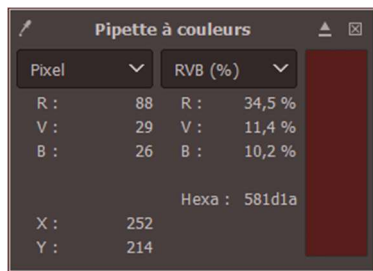 Pipette à couleurs
Pixel RVB (%)
R : 88 R : 34,5 %
V : 29 V : 11,4 %
B : 26 B : 10,2 %
Hexa : 581d1a
X : 252
Y : 214